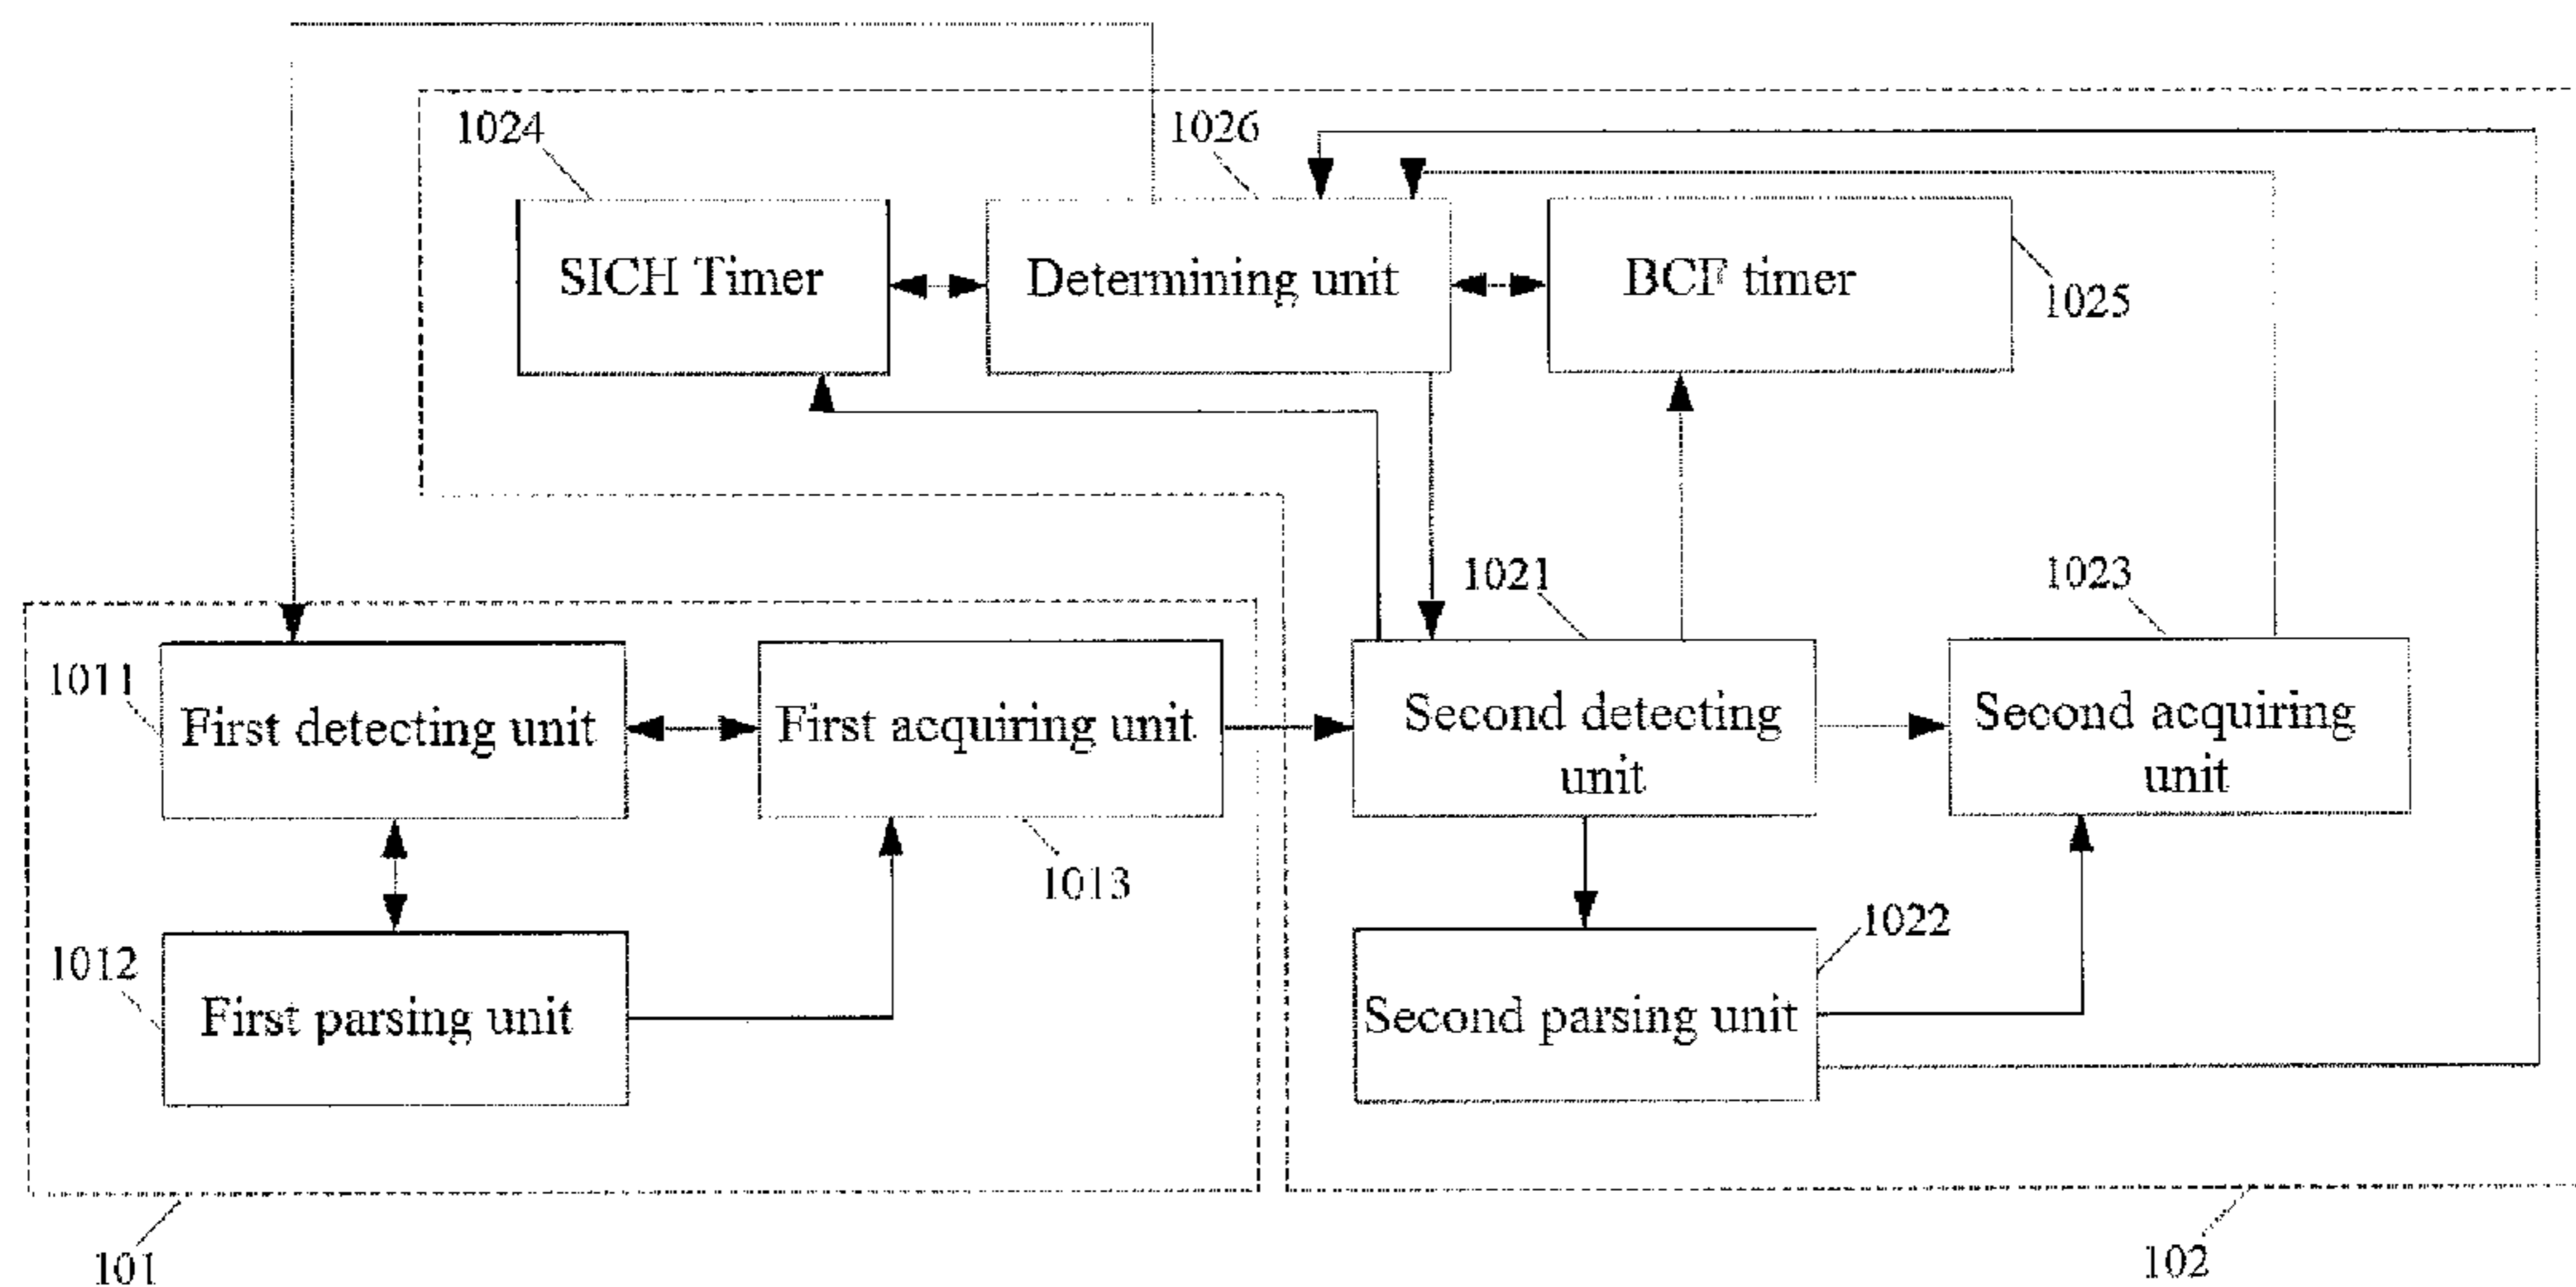 1024
1026
SICH Timer
Determining unit
BCF timer
1025
1021
1023
1011
First detecting unit
First acquiring unit
Second detecting
unit
Second acquiring
unit
1013
1012
First parsing unit
1022
Second parsing unit
101
102